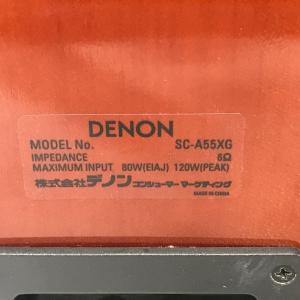 DENON
MODEL No. SC-A55XG
IMPEDANCE 6Ω
MAXIMUM INPUT 80W(EIAJ) 120W(PEAK)
株式会社デノン コンシューマー マーケティング
MADE IN CHINA